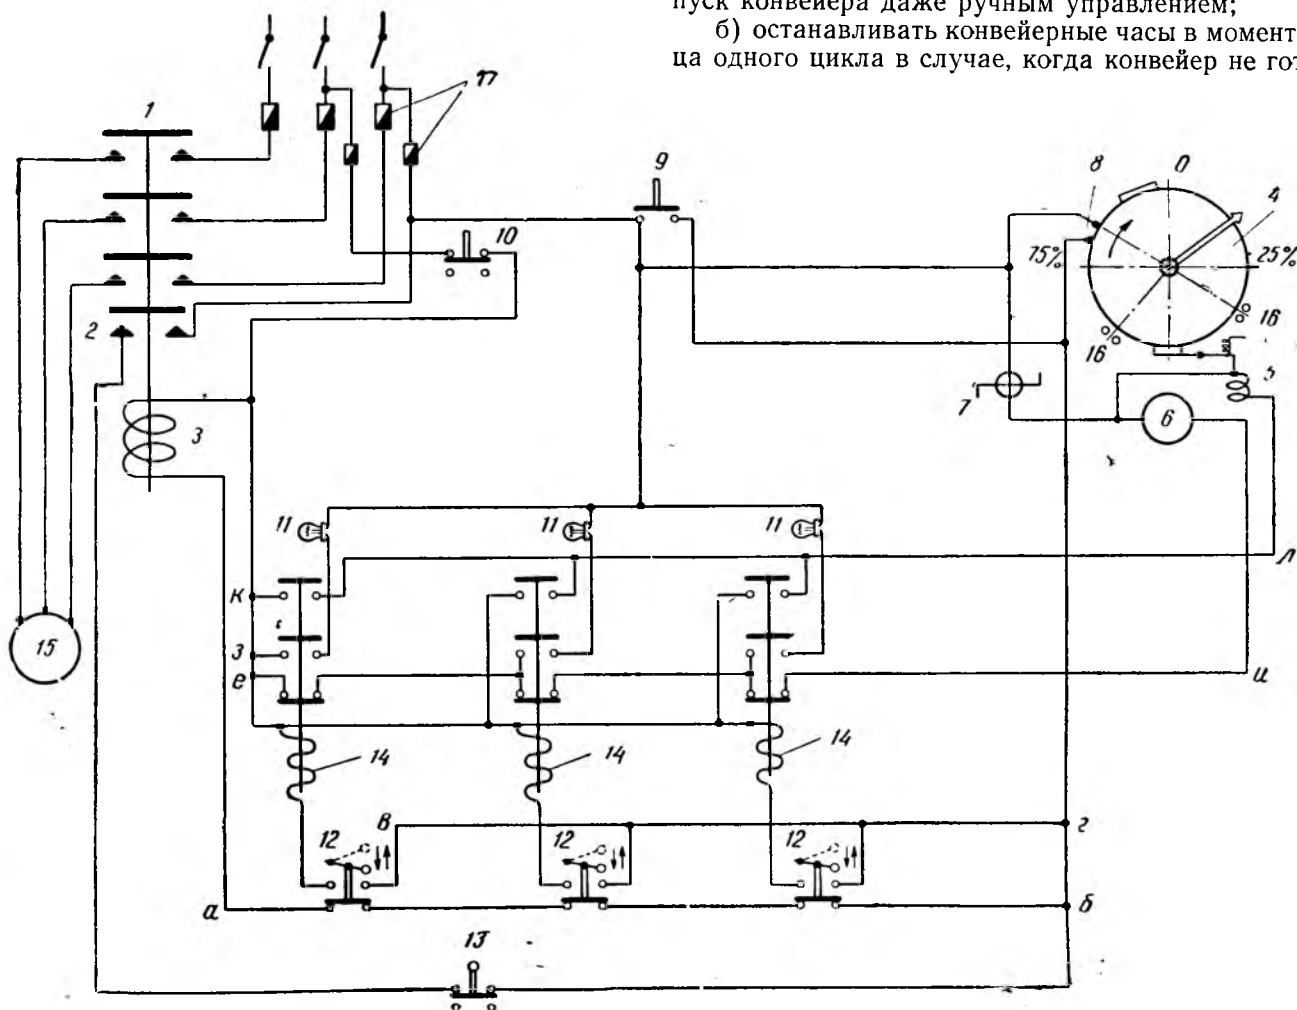 пуск конвейера даже ручным управлением;
б) останавливать конвейерные часы в момент
ца одного цикла в случае, когда конвейер не гот
1
17
9
8
0
4
10
75%
25%
2
16
16
5
7
6
3
11
11
11
л
к
з
15
е
и
14
14
14
12
в
12
12
г
а
б
13